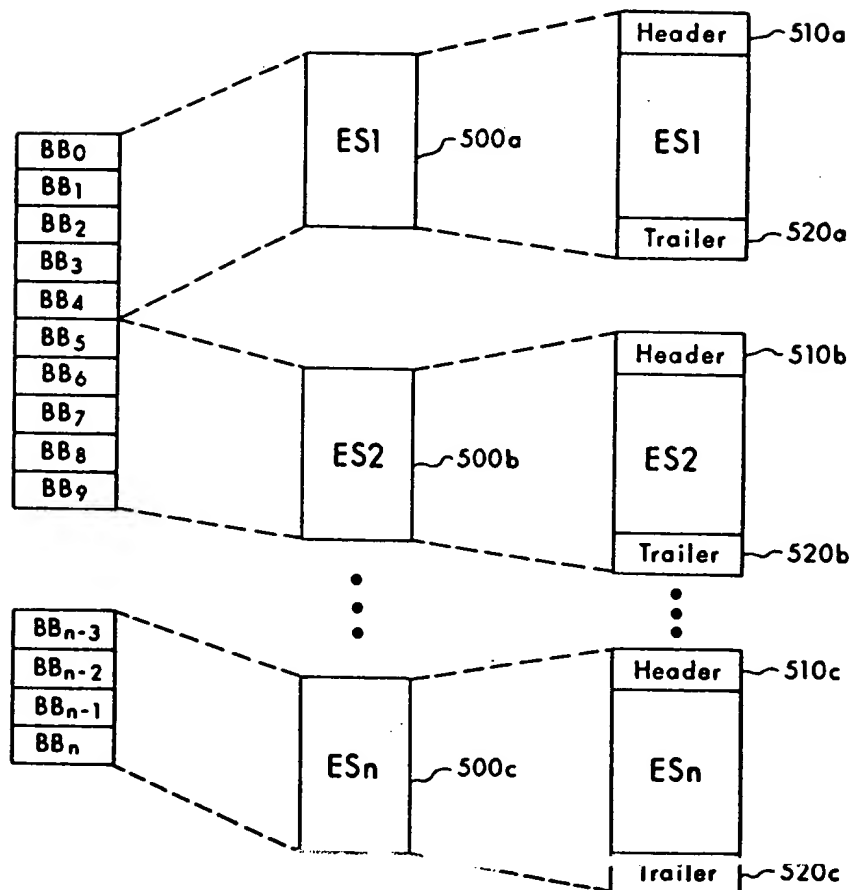 Header 510a
ES1 500a
ES1
Trailer 520a
BB0
BB1
BB2
BB3
BB4
BB5
BB6
BB7
BB8
BB9
Header 510b
ES2 500b
ES2
Trailer 520b
BBn-3
BBn-2
BBn-1
BBn
Header 510c
ESn 500c
ESn
Trailer 520c